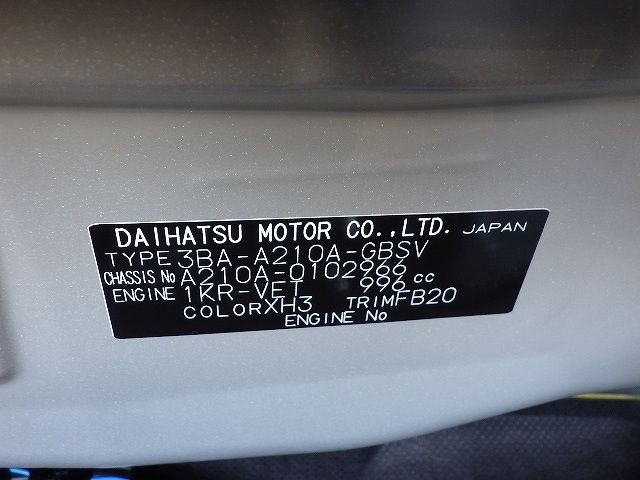 DAIHATSU MOTOR CO.,LTD. JAPAN
TYPE 3BA-A210A-GBSV
CHASSIS No A210A-0102966
ENGINE 1KR-VET 996 cc
COLOR XH3 TRIM FB20
ENGINE No